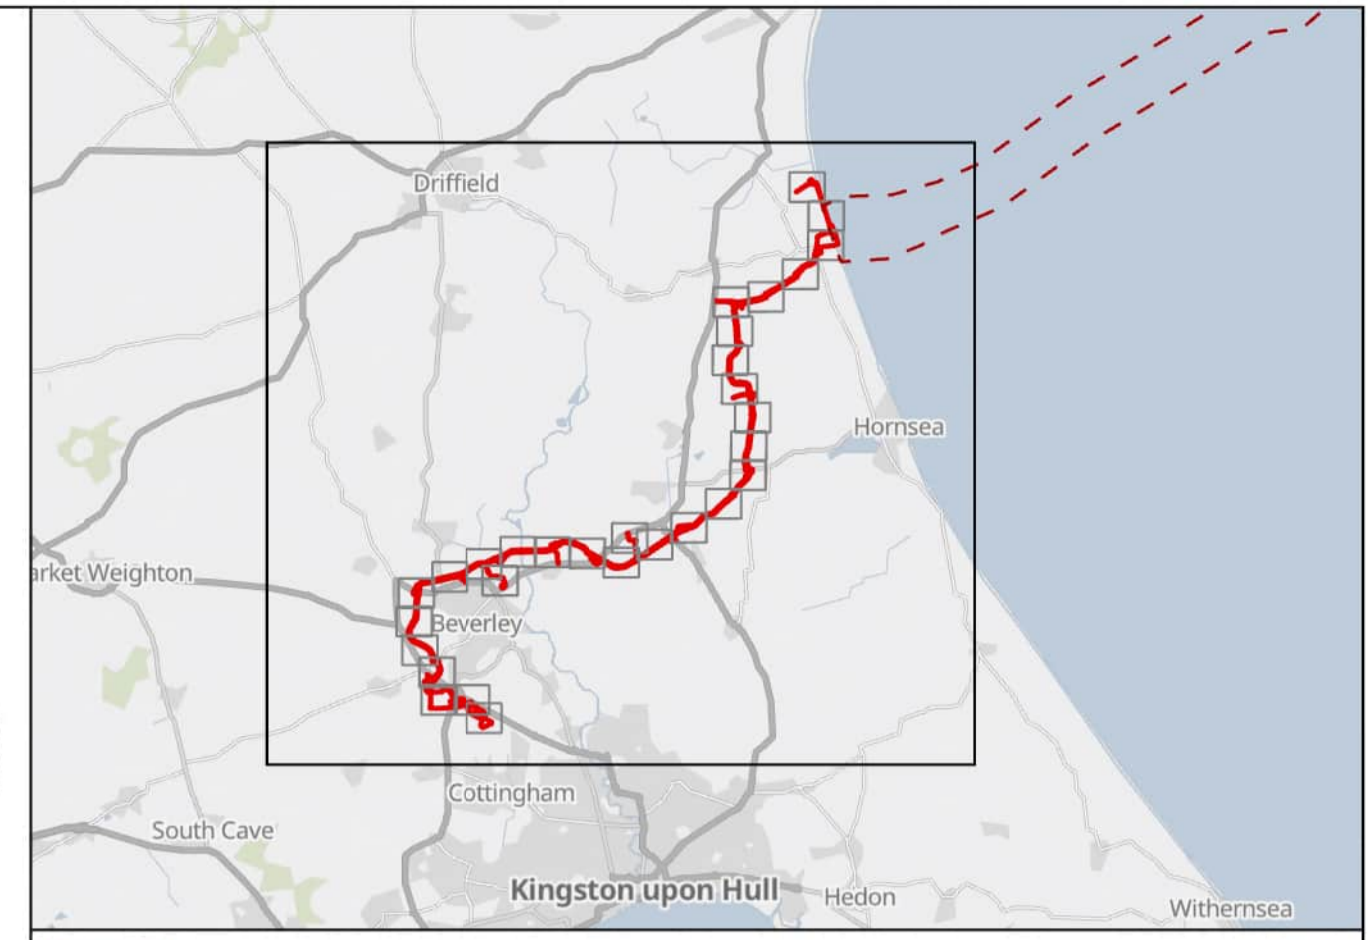 Driffield
Hornsea
arket Weighton
Beverley
Cottingham
South Cave
Kingston upon Hull
Hedon
Withernsea